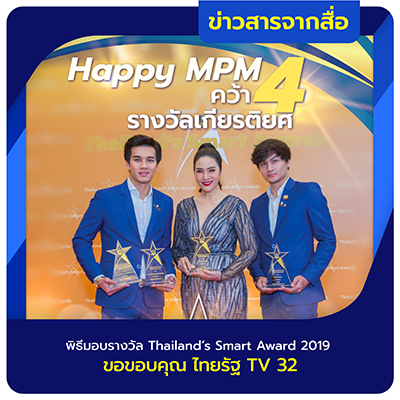 ข่าวสารจากสื่อ
Happy MPM 4
คว้า
รางวัลเกียรติยศ
Thailand's Smart Awards
พิธีมอบรางวัล Thailand's Smart Award 2019
ขอขอบคุณ ไทยรัฐ TV 32